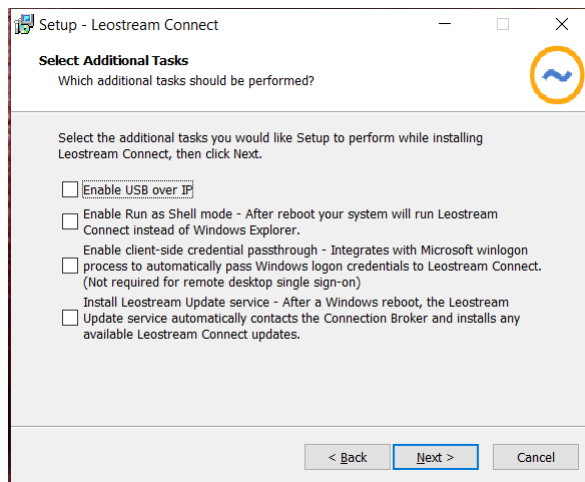 Setup - Leostream Connect
Select Additional Tasks
Which additional tasks should be performed?
Select the additional tasks you would like Setup to perform while installing
Leostream Connect, then click Next.
Enable USB over IP
Enable Run as Shell mode - After reboot your system will run Leostream
Connect instead of Windows Explorer.
Enable client-side credential passthrough - Integrates with Microsoft winlogon
process to automatically pass Windows logon credentials to Leostream Connect.
(Not required for remote desktop single sign-on)
Install Leostream Update service - After a Windows reboot, the Leostream
Update service automatically contacts the Connection Broker and installs any
available Leostream Connect updates.
< Back Next > Cancel